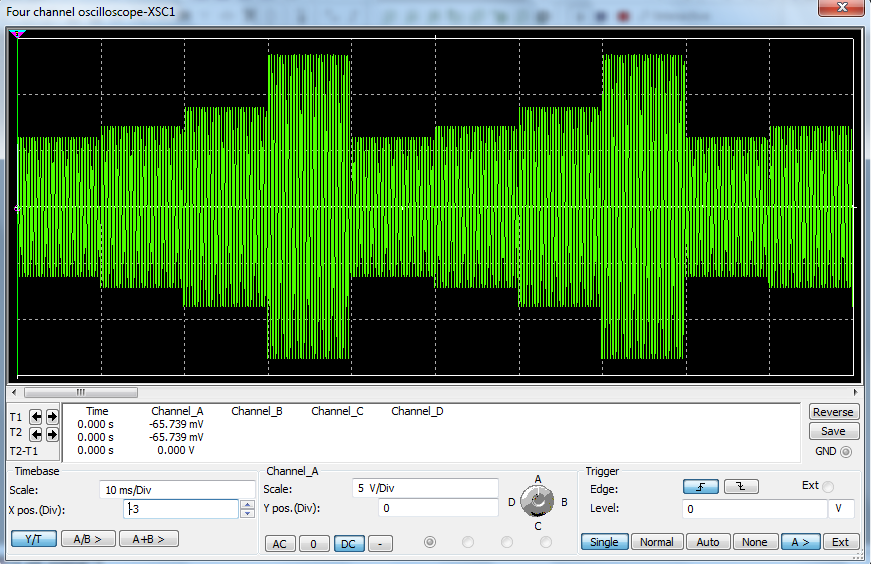 Four channel oscilloscope-XSC1
Time Channel_A Channel_B Channel_C Channel_D
T1 0.000 s -65.739 mV
T2 0.000 s -65.739 mV
T2-T1 0.000 s 0.000 V
Reverse
Save
GND
Timebase
Scale: 10 ms/Div
X pos.(Div): -3
Y/T A/B > A+B >
Channel_A
Scale: 5 V/Div
Y pos.(Div): 0
AC 0 DC -
A
D B
C
Trigger
Edge: Ext
Level: 0 V
Single Normal Auto None A > Ext